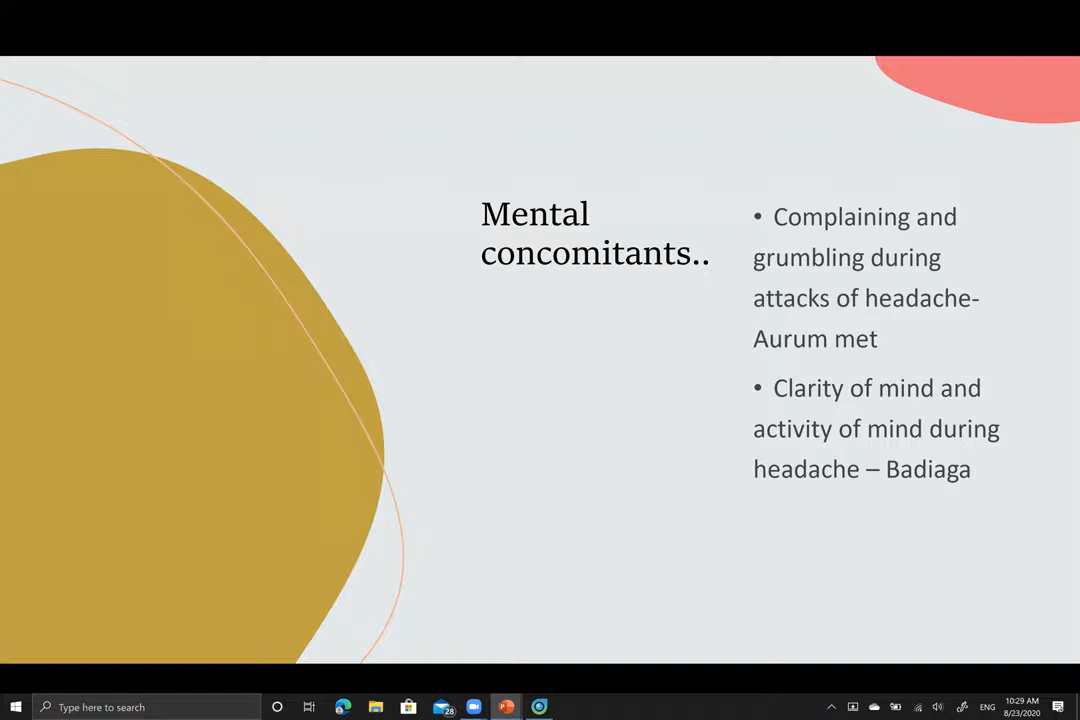 Mental
concomitants..
• Complaining and
grumbling during
attacks of headache-
Aurum met
• Clarity of mind and
activity of mind during
headache – Badiaga
Type here to search
28
ENG
10:29 AM
8/23/2020